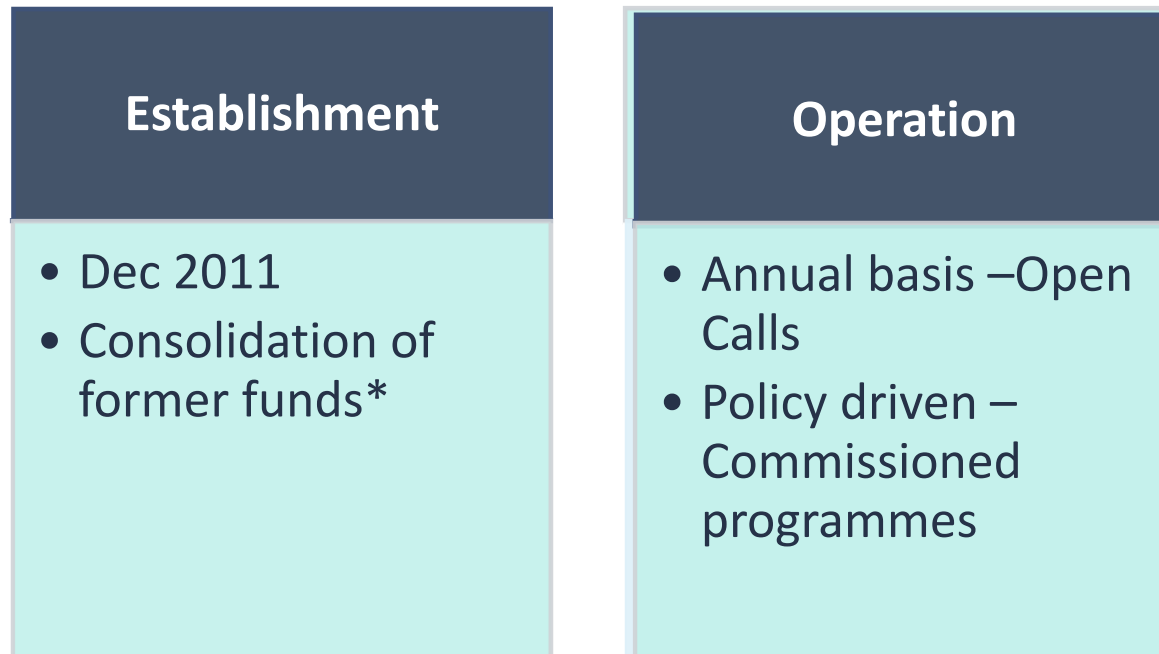 Establishment
• Dec 2011
• Consolidation of
former funds*
Operation
• Annual basis –Open
Calls
• Policy driven –
Commissioned
programmes